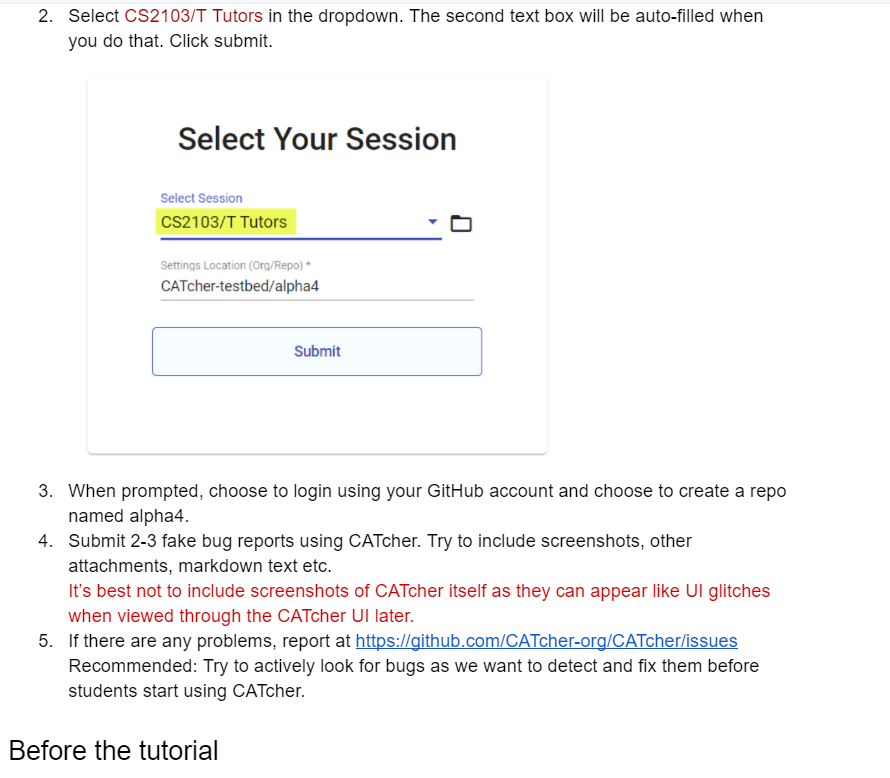 2. Select CS2103/T Tutors in the dropdown. The second text box will be auto-filled when
you do that. Click submit.
Select Your Session
Select Session
CS2103/T Tutors
Settings Location (Org/Repo) *
CATcher-testbed/alpha4
Submit
3. When prompted, choose to login using your GitHub account and choose to create a repo
named alpha4.
4. Submit 2-3 fake bug reports using CATcher. Try to include screenshots, other
attachments, markdown text etc.
It's best not to include screenshots of CATcher itself as they can appear like UI glitches
when viewed through the CATcher UI later.
5. If there are any problems, report at https://github.com/CATcher-org/CATcher/issues
Recommended: Try to actively look for bugs as we want to detect and fix them before
students start using CATcher.
Before the tutorial